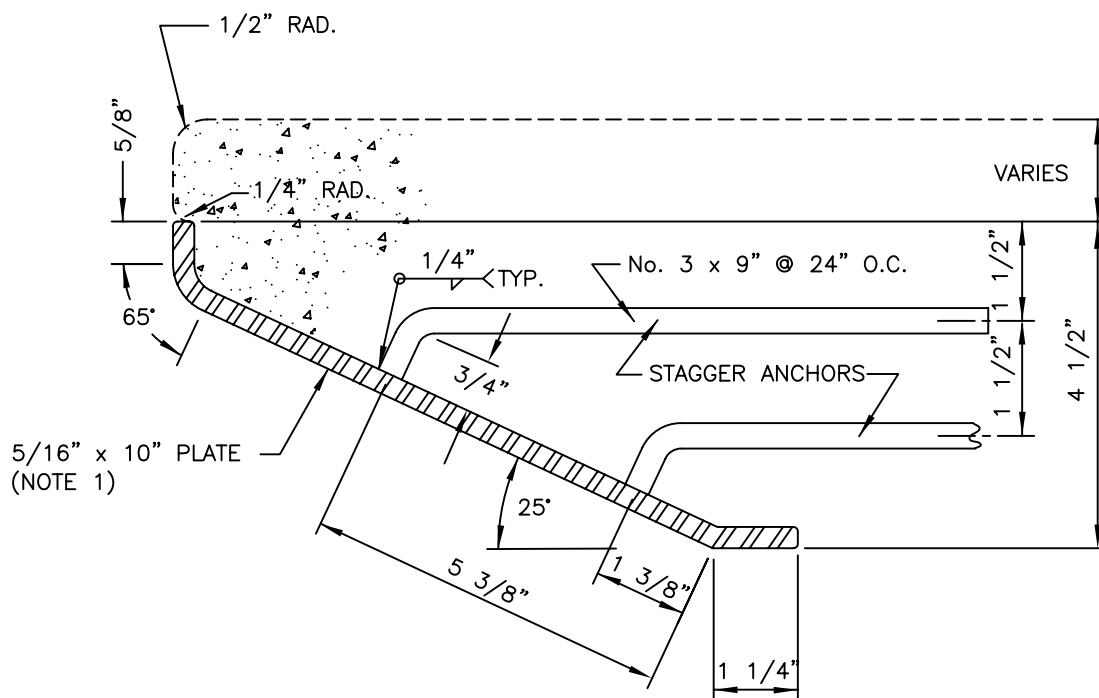 1/2” RAD.
5/8”
VARIES
1/4” RAD.
1/4”
TYP.
No. 3 x 9” @ 24” O.C.
1 1/2”
65°
3/4”
STAGGER ANCHORS
1 1/2”
4 1/2”
5/16” x 10” PLATE
(NOTE 1)
25°
5 3/8”
1 3/8”
1 1/4”